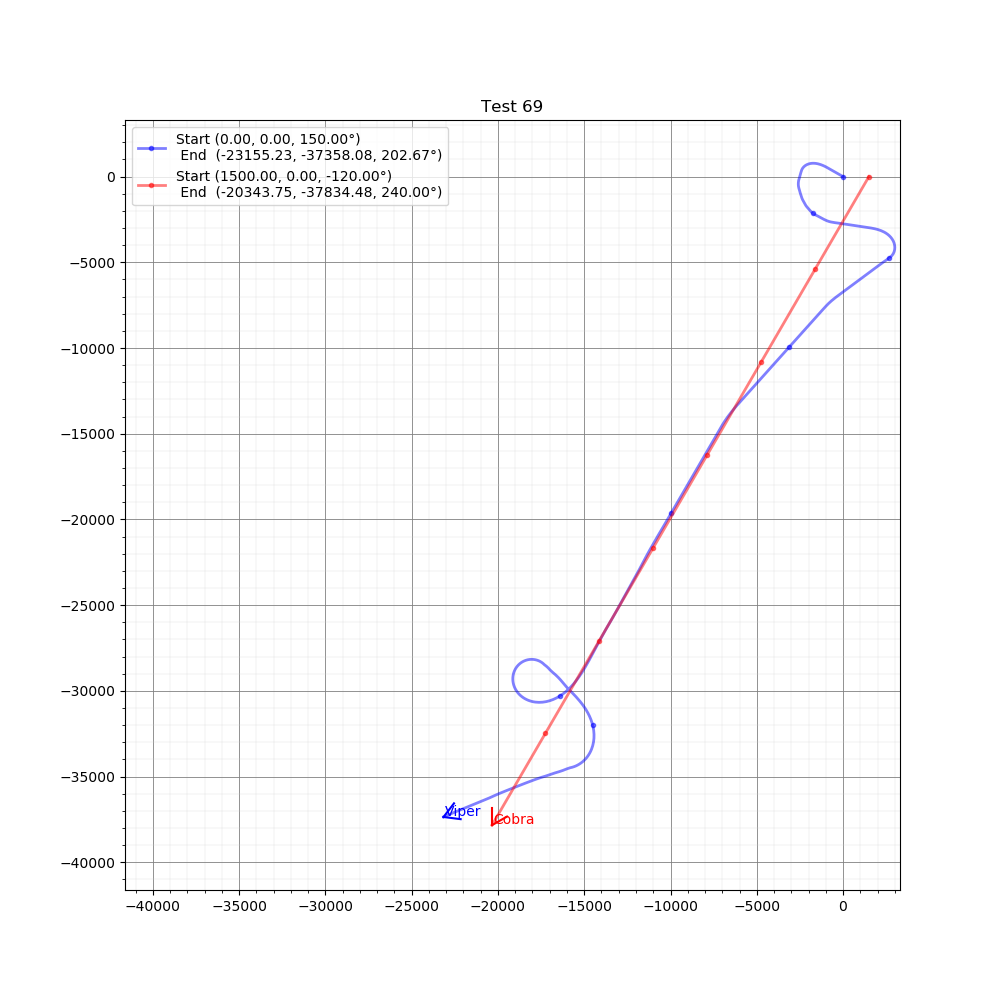 Test 69
Start (0.00, 0.00, 150.00°)
End (-23155.23, -37358.08, 202.67°)
Start (1500.00, 0.00, -120.00°)
End (-20343.75, -37834.48, 240.00°)
0
−5000
−10000
−15000
−20000
−25000
−30000
−35000
−40000
Viper
Cobra
−40000 −35000 −30000 −25000 −20000 −15000 −10000 −5000 0